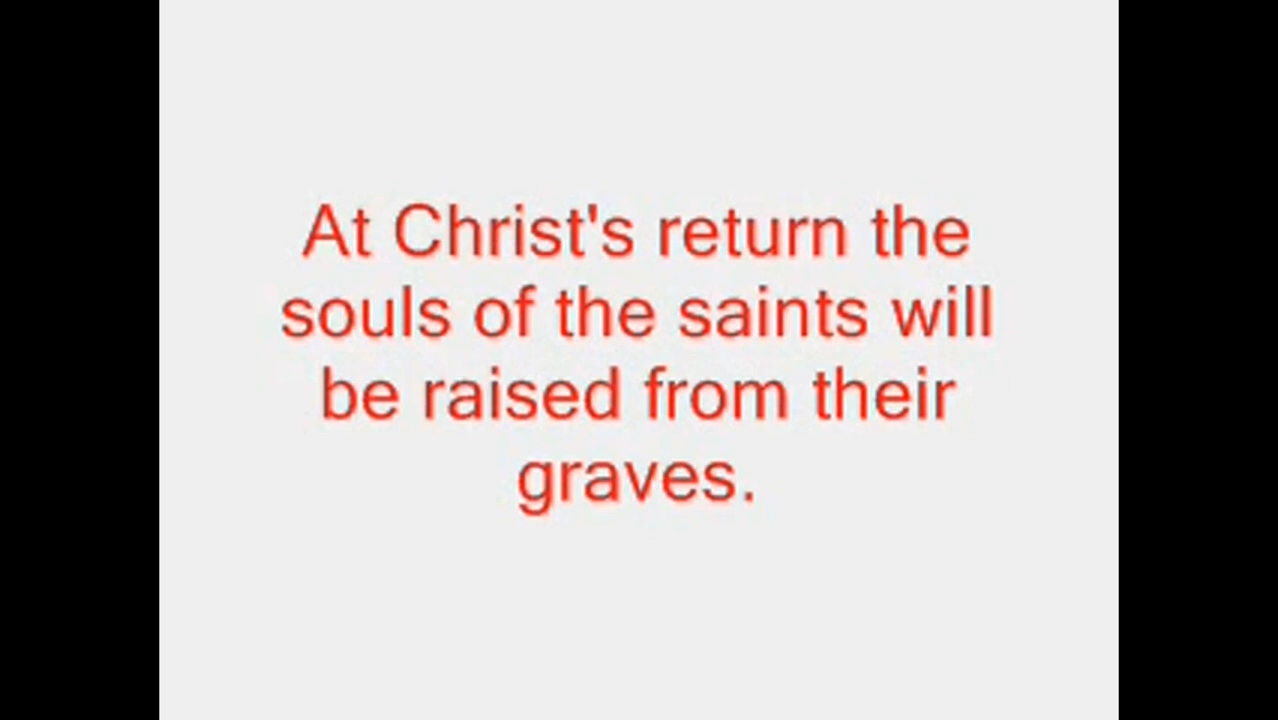 At Christ's return the
souls of the saints will
be raised from their
graves.